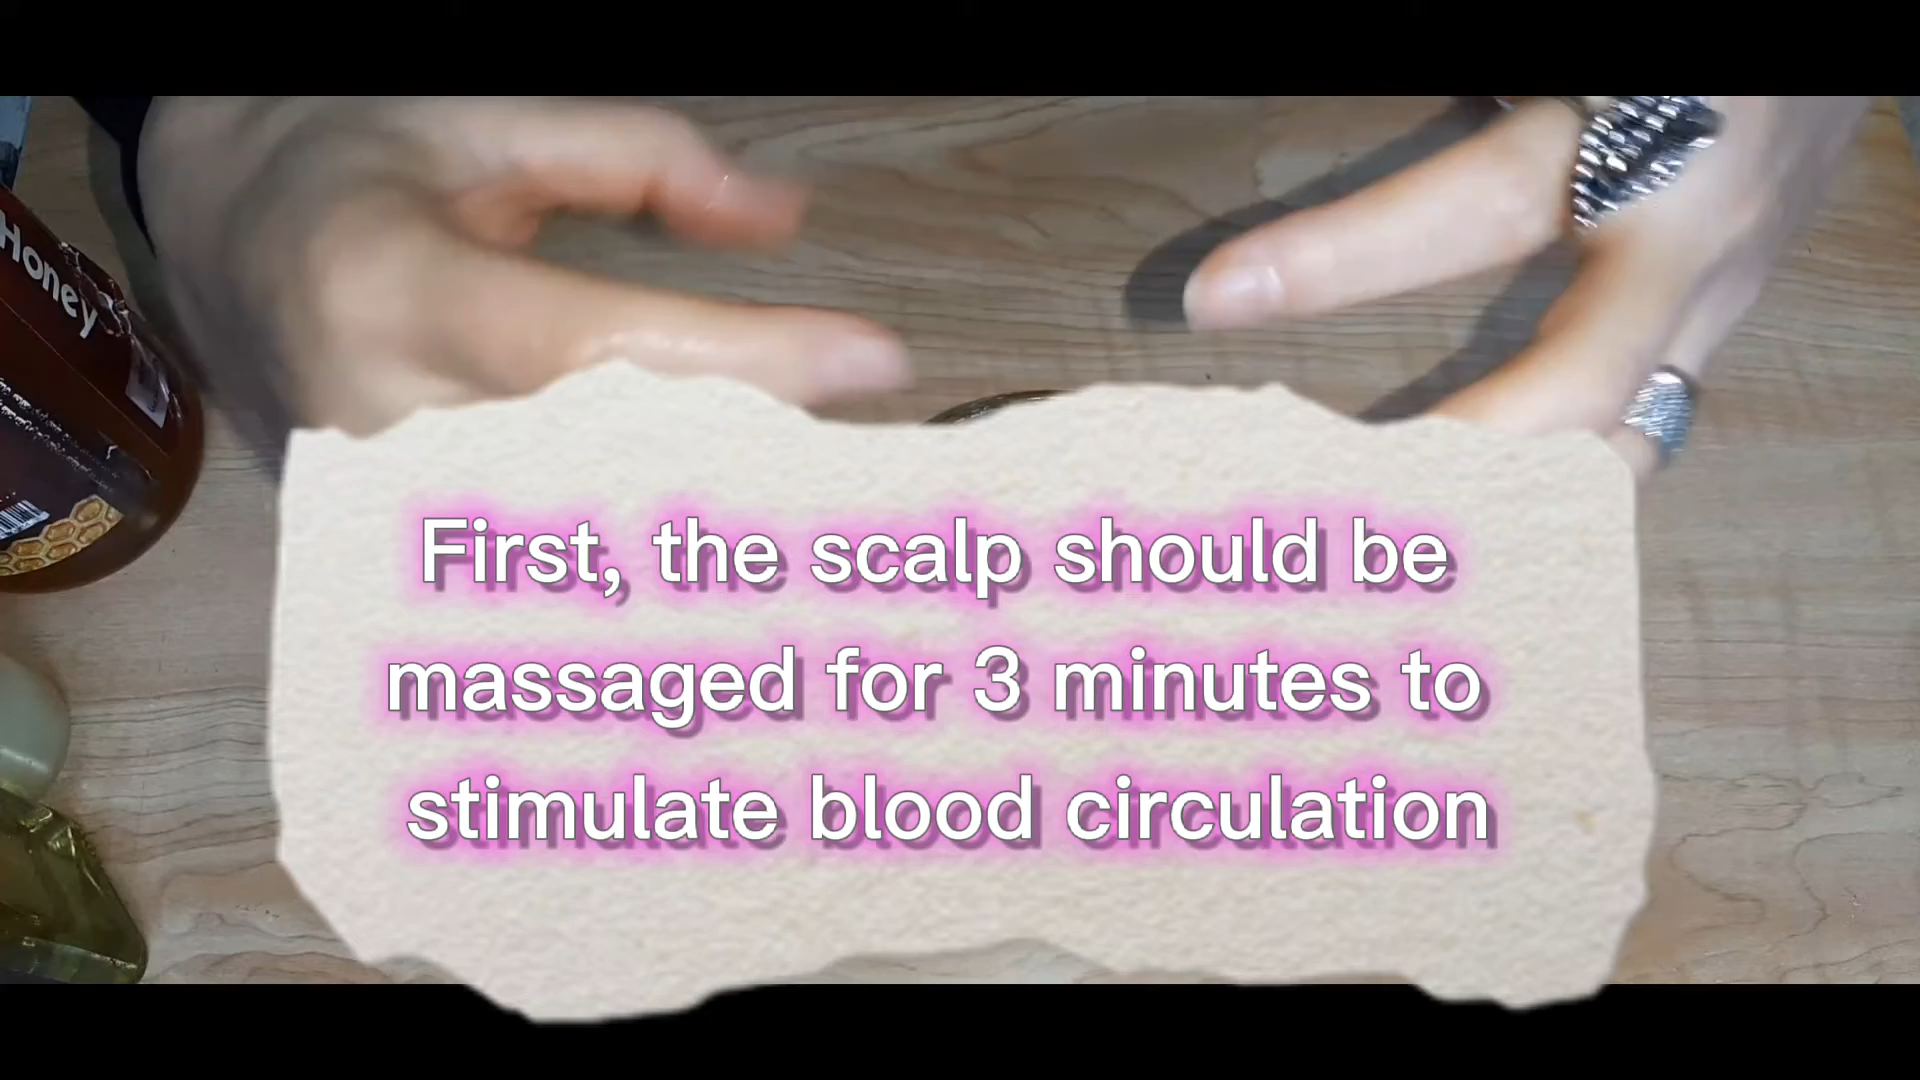 Honey
First, the scalp should be
massaged for 3 minutes to
stimulate blood circulation